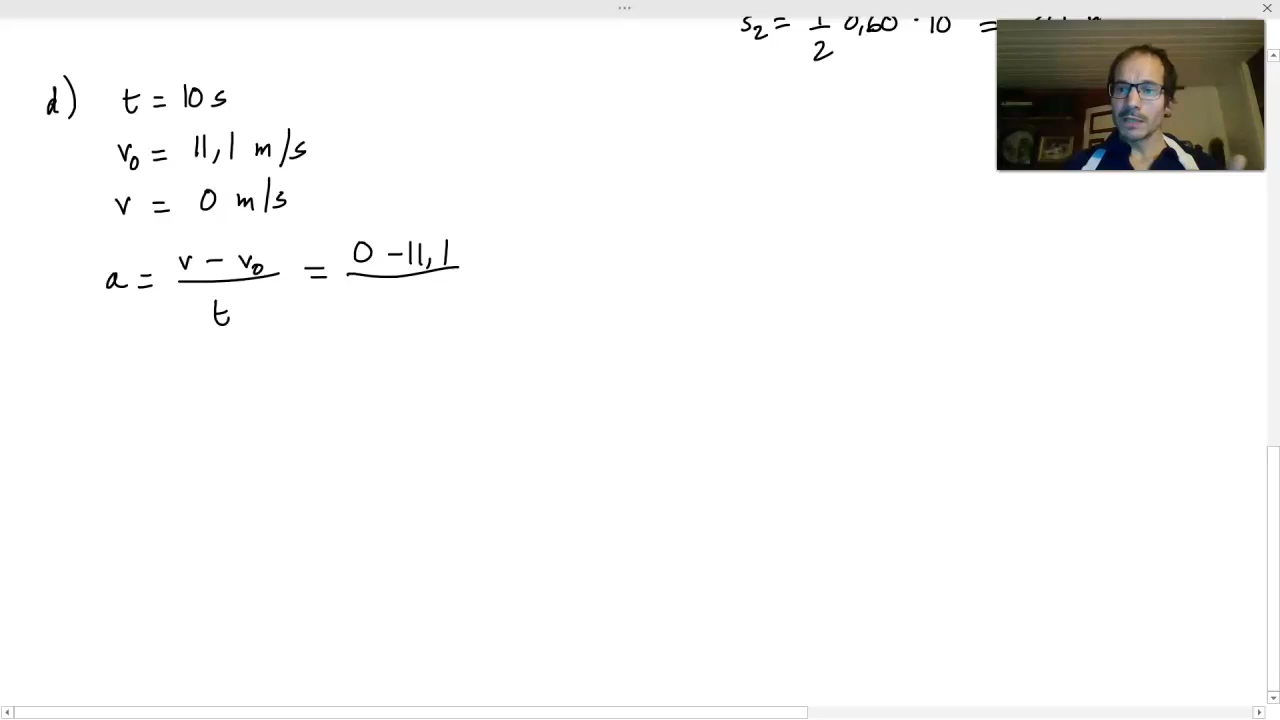 s₂ = 1/2 0,60 · 10 =
d) t = 10 s
v₀ = 11,1 m/s
v = 0 m/s
a = (v - v₀)/t = 0 - 11,1